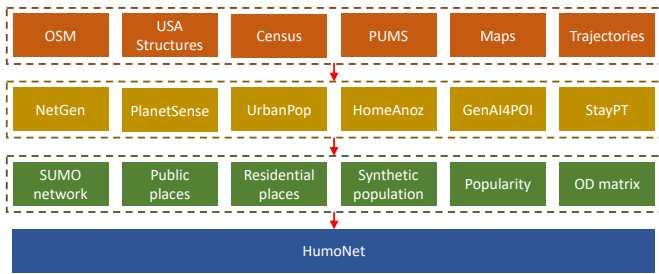 OSM
USA
Structures
Census
PUMS
Maps
Trajectories
NetGen
PlanetSense
UrbanPop
HomeAnoz
GenAI4POI
StayPT
SUMO
network
Public
places
Residential
places
Synthetic
population
Popularity
OD matrix
HumoNet